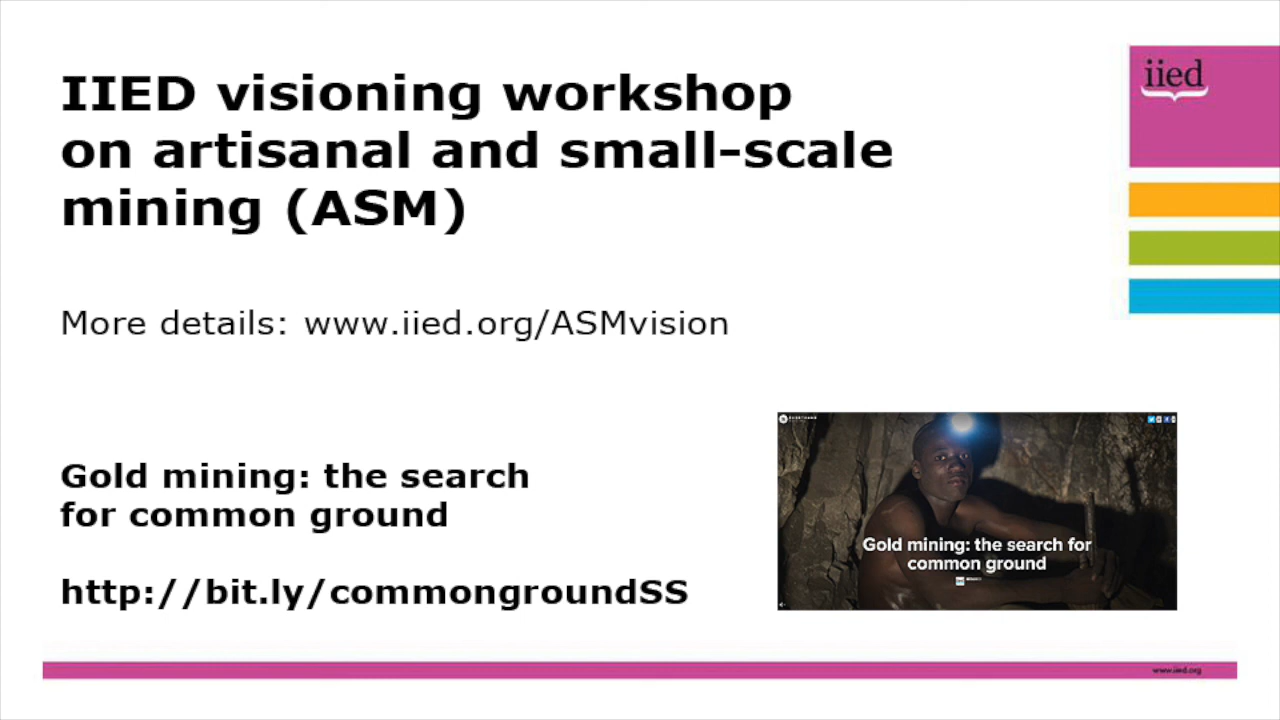 IIED visioning workshop
on artisanal and small-scale
mining (ASM)
iied
More details: www.iied.org/ASMvision
Gold mining: the search
for common ground
http://bit.ly/commongroundSS
Gold mining: the search for
common ground
www.iied.org